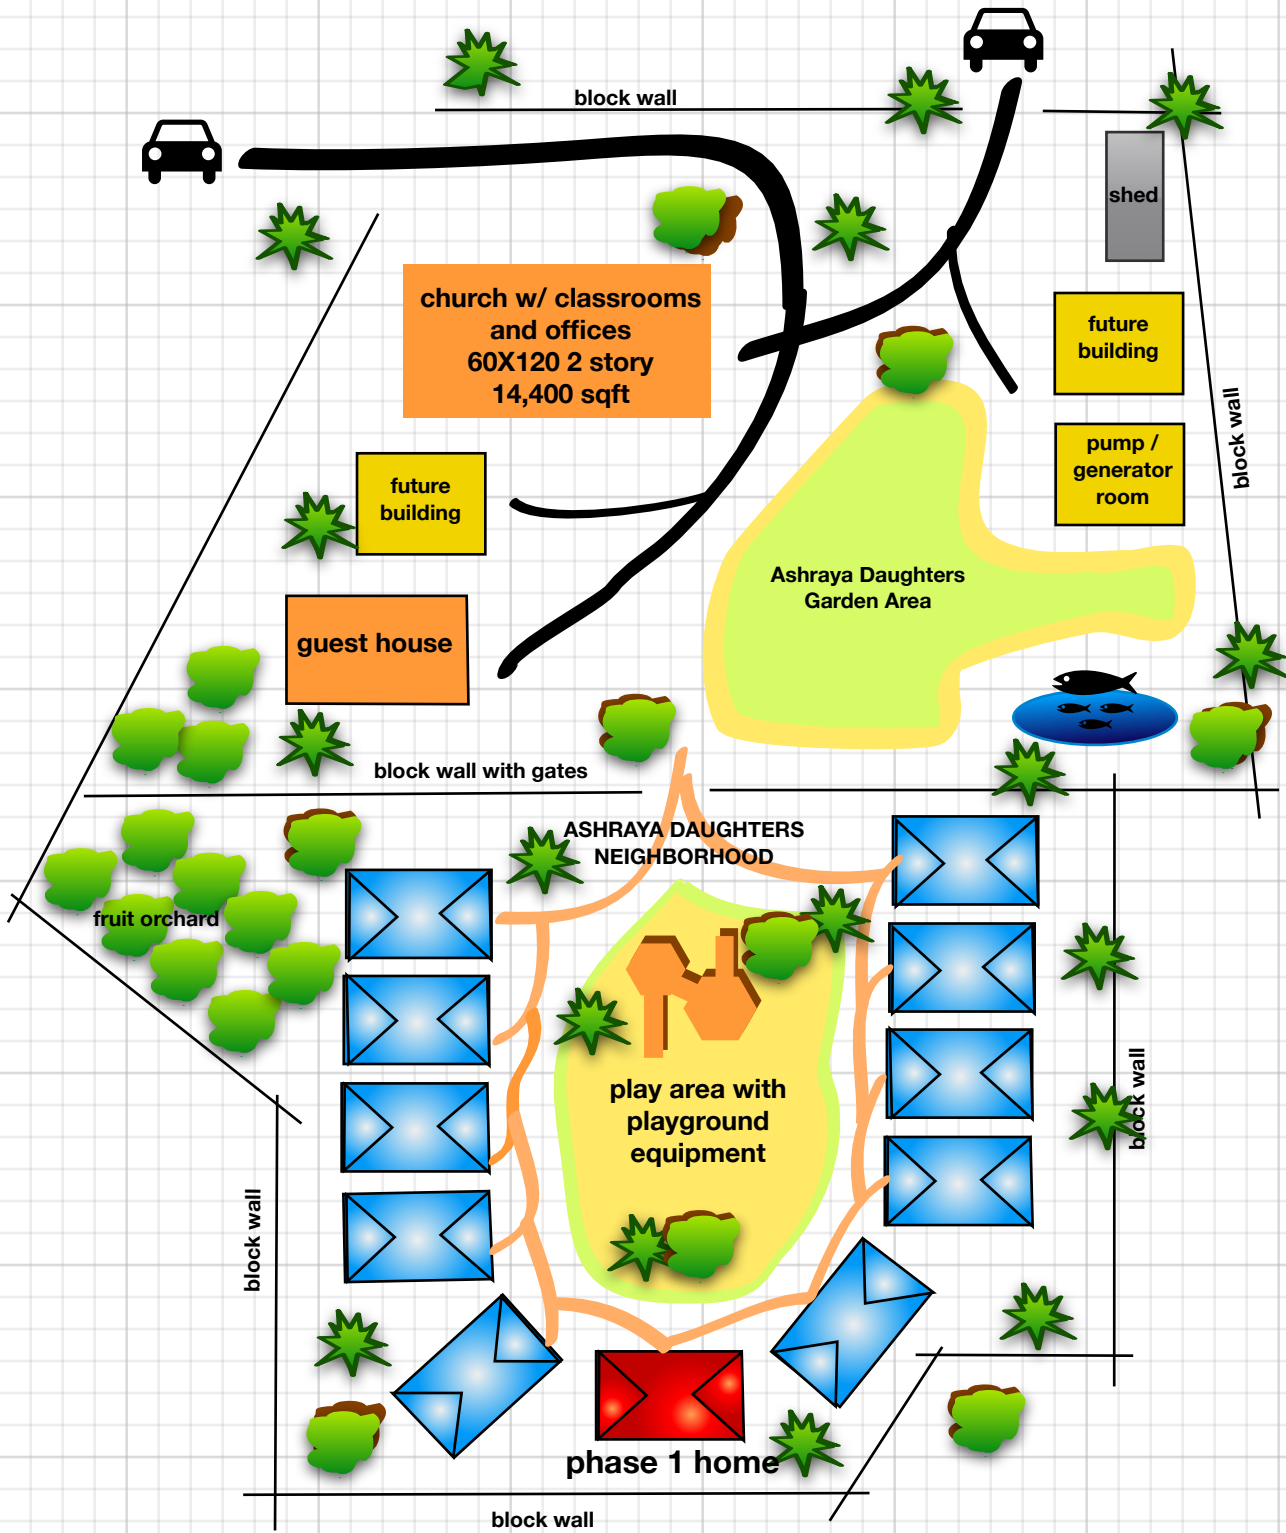 block wall
shed
church w/ classrooms
and offices
60X120 2 story
14,400 sqft
future
building
block wall
pump /
generator
room
future
building
Ashraya Daughters
Garden Area
guest house
block wall with gates
ASHRAYA DAUGHTERS
NEIGHBORHOOD
fruit orchard
play area with
playground
equipment
block wall
block wall
phase 1 home
block wall